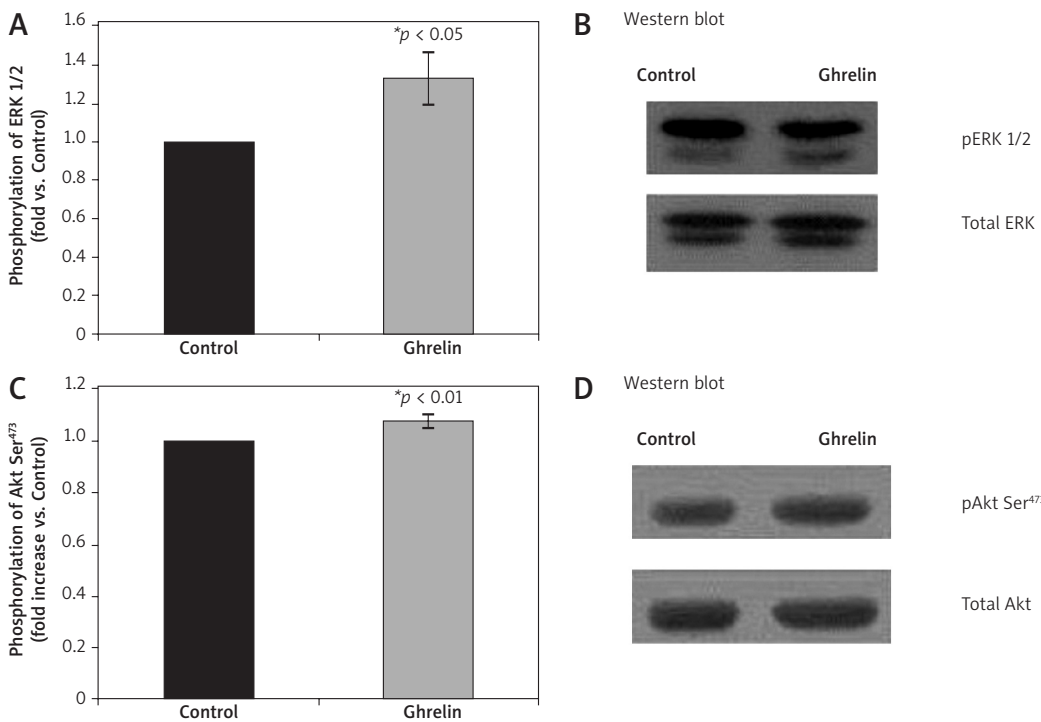 A
Phosphorylation of ERK 1/2
(fold vs. Control)
1.6
1.4
1.2
1.0
0.8
0.6
0.4
0.2
0
*p < 0.05
Control Ghrelin
B
Western blot
Control Ghrelin
pERK 1/2
Total ERK
C
Phosphorylation of Akt Ser⁴⁷³
(fold increase vs. Control)
1.2
1.0
0.8
0.6
0.4
0.2
0
*p < 0.01
Control Ghrelin
D
Western blot
Control Ghrelin
pAkt Ser⁴⁷
Total Akt